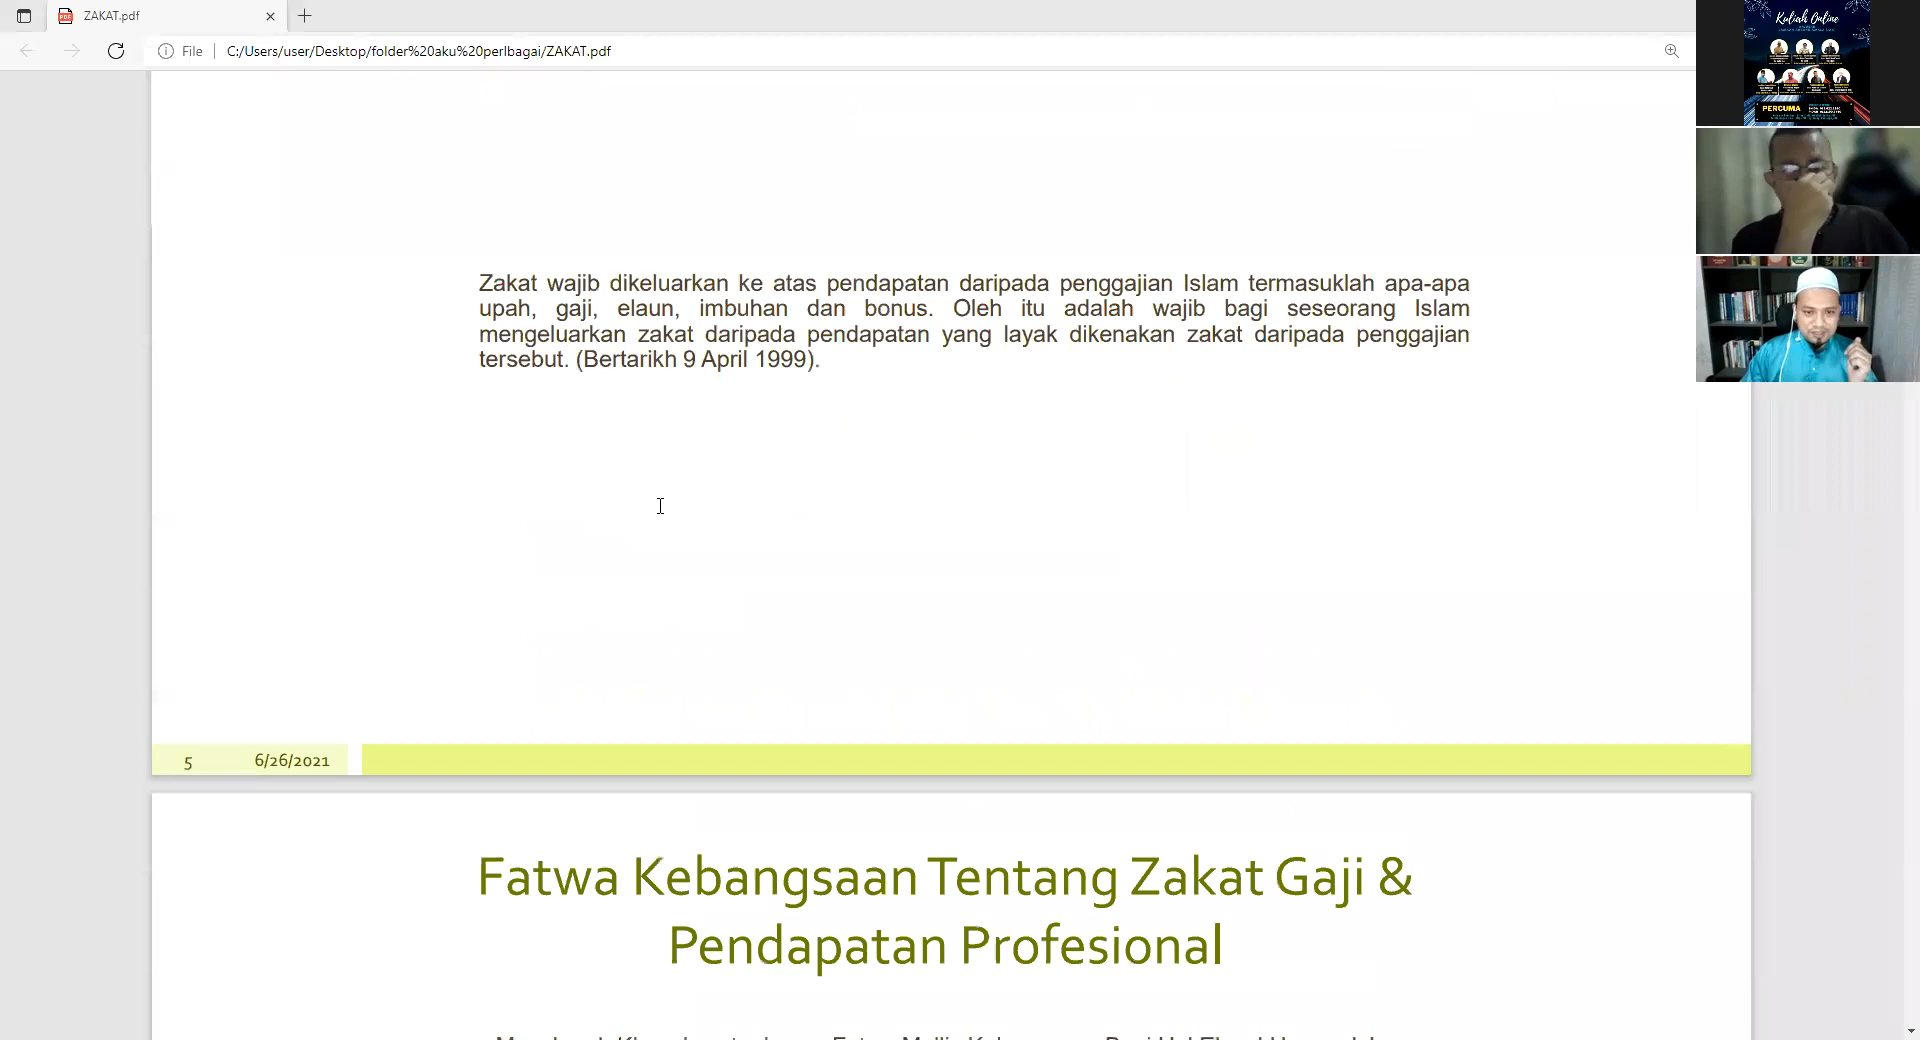 ZAKAT.pdf
File
C:/Users/user/Desktop/folder%20aku%20perlbagai/ZAKAT.pdf
Kuliah Online
PERCUMA
Zakat wajib dikeluarkan ke atas pendapatan daripada penggajian Islam termasuklah apa-apa
upah, gaji, elaun, imbuhan dan bonus. Oleh itu adalah wajib bagi seseorang Islam
mengeluarkan zakat daripada pendapatan yang layak dikenakan zakat daripada penggajian
tersebut. (Bertarikh 9 April 1999).
5 6/26/2021
Fatwa Kebangsaan Tentang Zakat Gaji &
Pendapatan Profesional